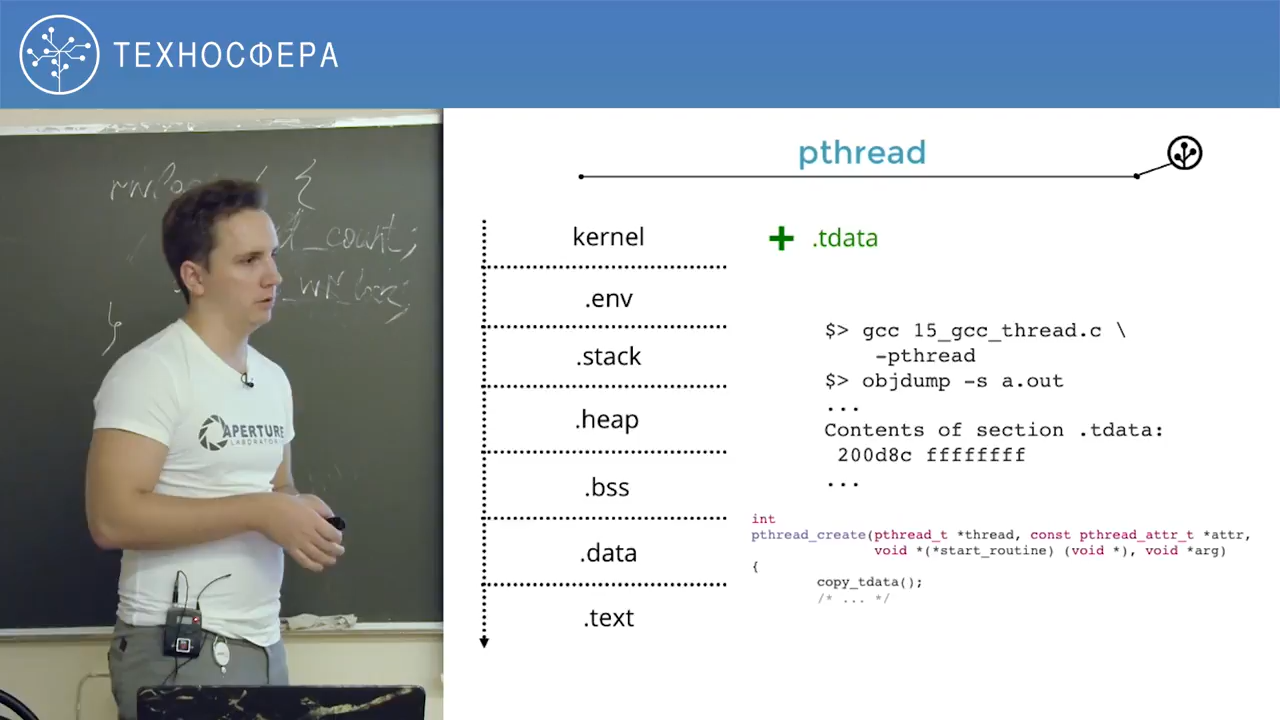 ТЕХНОСФЕРА
{
_count;
}
APERTURE
pthread
kernel
.env
.stack
.heap
.bss
.data
.text
+ .tdata
$> gcc 15_gcc_thread.c \
-pthread
$> objdump -s a.out
...
Contents of section .tdata:
200d8c ffffffff
...
int
pthread_create(pthread_t *thread, const pthread_attr_t *attr,
void *(*start_routine) (void *), void *arg)
{
copy_tdata();
/* ... */